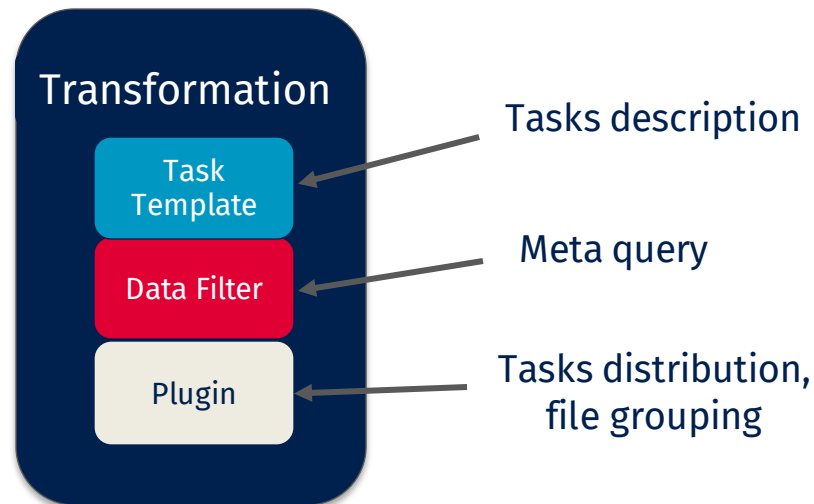 Transformation
Task
Template
Data Filter
Plugin
Tasks description
Meta query
Tasks distribution,
file grouping